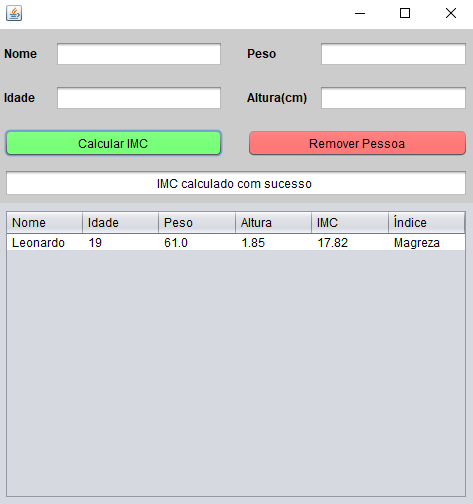 Nome Peso
Idade Altura(cm)
Calcular IMC Remover Pessoa
IMC calculado com sucesso
Nome Idade Peso Altura IMC Índice
Leonardo 19 61.0 1.85 17.82 Magreza